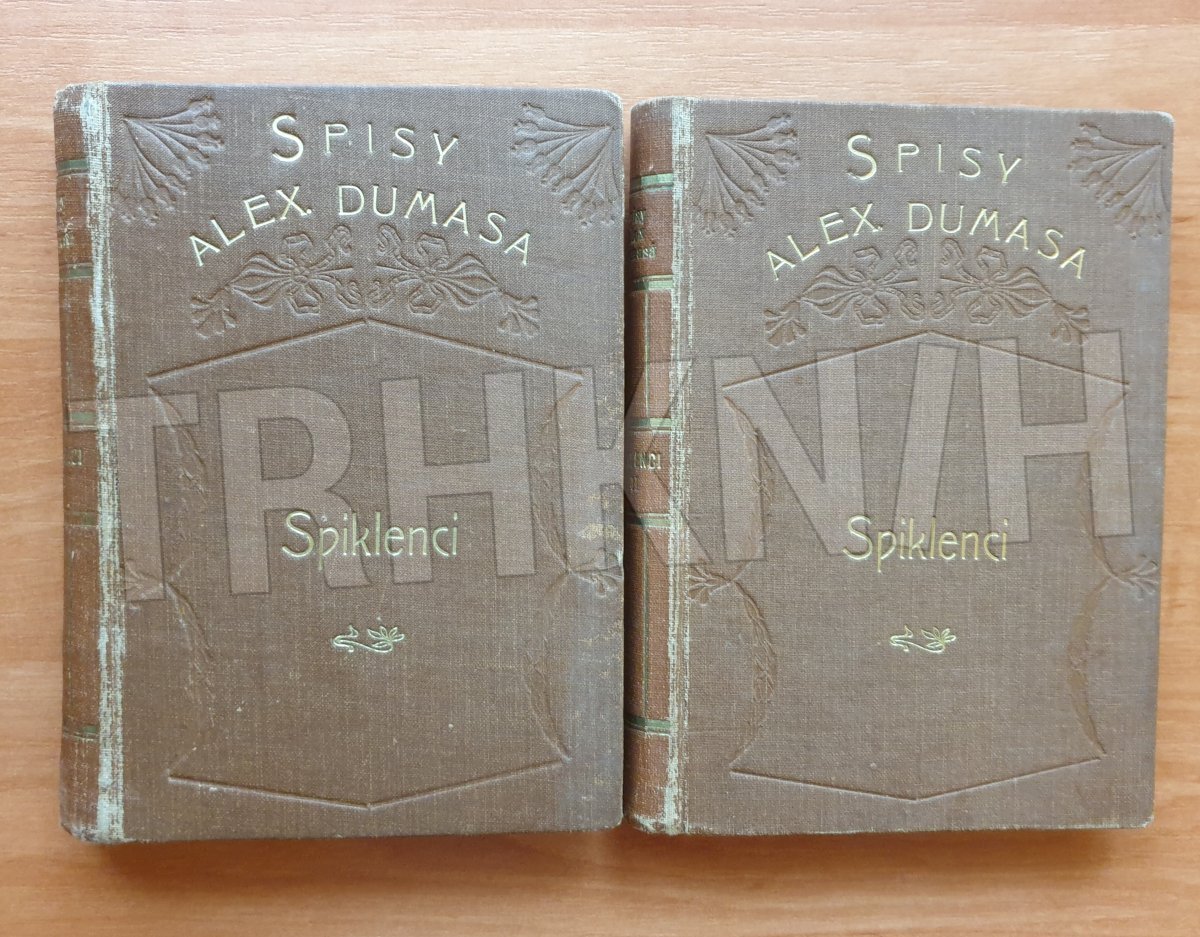 SPISY
ALEX. DUMASA
Spiklenci
SPISY
ALEX. DUMASA
Spiklenci
TRHKNIH